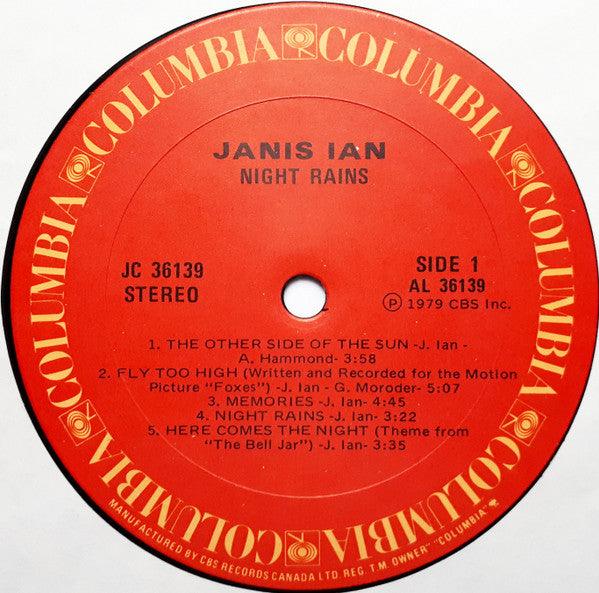 COLUMBIA COLUMBIA COLUMBIA COLUMBIA COLUMBIA COLUMBIA
JANIS IAN
NIGHT RAINS
JC 36139
STEREO
SIDE 1
AL 36139
Ⓟ 1979 CBS Inc.
1. THE OTHER SIDE OF THE SUN -J. Ian -
A. Hammond- 3:58
2. FLY TOO HIGH (Written and Recorded for the Motion
Picture "Foxes") -J. Ian - G. Moroder- 5:07
3. MEMORIES -J. Ian- 4:45
4. NIGHT RAINS -J. Ian- 3:22
5. HERE COMES THE NIGHT (Theme from
"The Bell Jar") -J. Ian- 3:35
MANUFACTURED BY CBS RECORDS CANADA LTD. REG. T.M. OWNER "COLUMBIA"